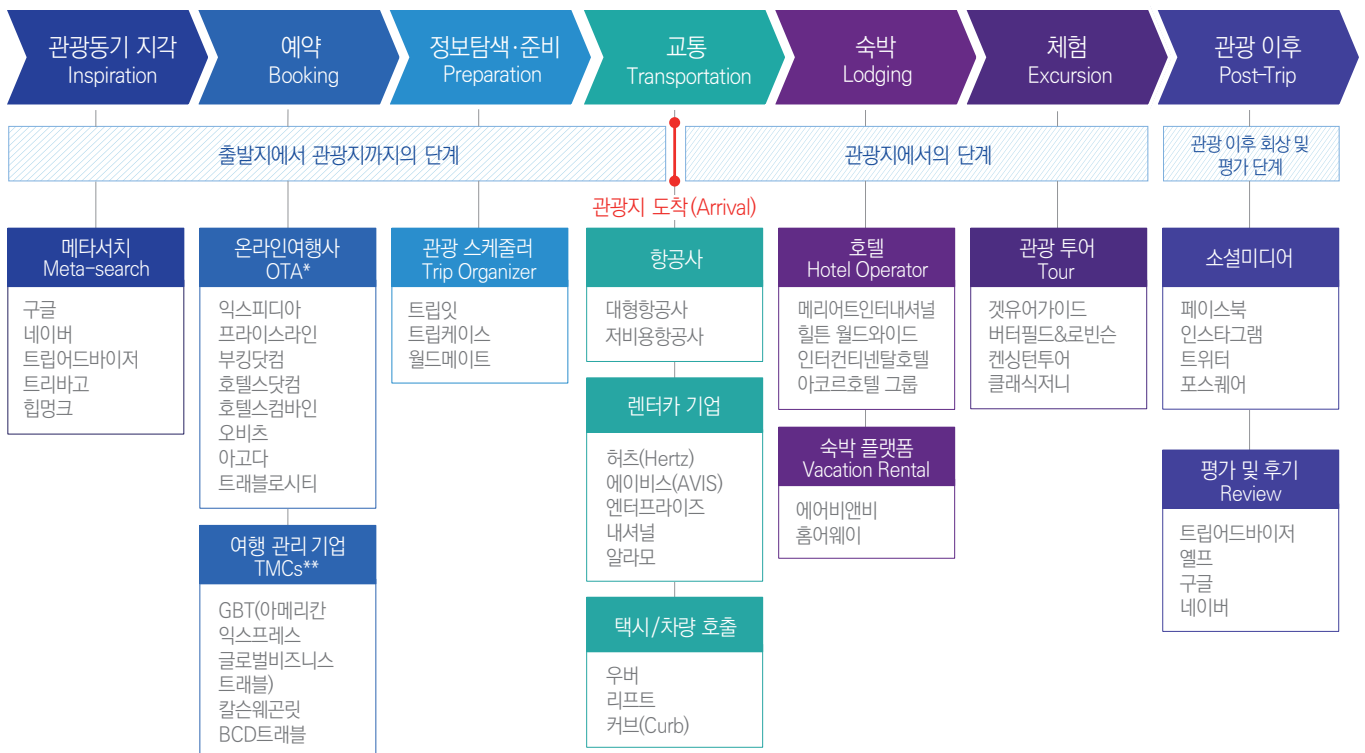 관광동기 지각
Inspiration
예약
Booking
정보탐색·준비
Preparation
교통
Transportation
숙박
Lodging
체험
Excursion
관광 이후
Post-Trip
출발지에서 관광지까지의 단계
관광지에서의 단계
관광 이후 회상 및
평가 단계
관광지 도착(Arrival)
메타서치
Meta-search
구글
네이버
트립어드바이저
트리바고
힙멍크
온라인여행사
OTA*
익스피디아
프라이스라인
부킹닷컴
호텔스닷컴
호텔스컴바인
오비츠
아고다
트래블로시티
여행 관리 기업
TMCs**
GBT(아메리칸
익스프레스
글로벌비즈니스
트래블)
칼슨웨곤릿
BCD트래블
관광 스케줄러
Trip Organizer
트립잇
트립케이스
월드메이트
항공사
대형항공사
저비용항공사
렌터카 기업
허츠(Hertz)
에이비스(AVIS)
엔터프라이즈
내셔널
알라모
택시/차량 호출
우버
리프트
커브(Curb)
호텔
Hotel Operator
메리어트인터내셔널
힐튼 월드와이드
인터컨티넨탈호텔
아코르호텔 그룹
숙박 플랫폼
Vacation Rental
에어비앤비
홈어웨이
관광 투어
Tour
겟유어가이드
버터필드&로빈슨
켄싱턴투어
클래식저니
소셜미디어
페이스북
인스타그램
트위터
포스퀘어
평가 및 후기
Review
트립어드바이저
옐프
구글
네이버